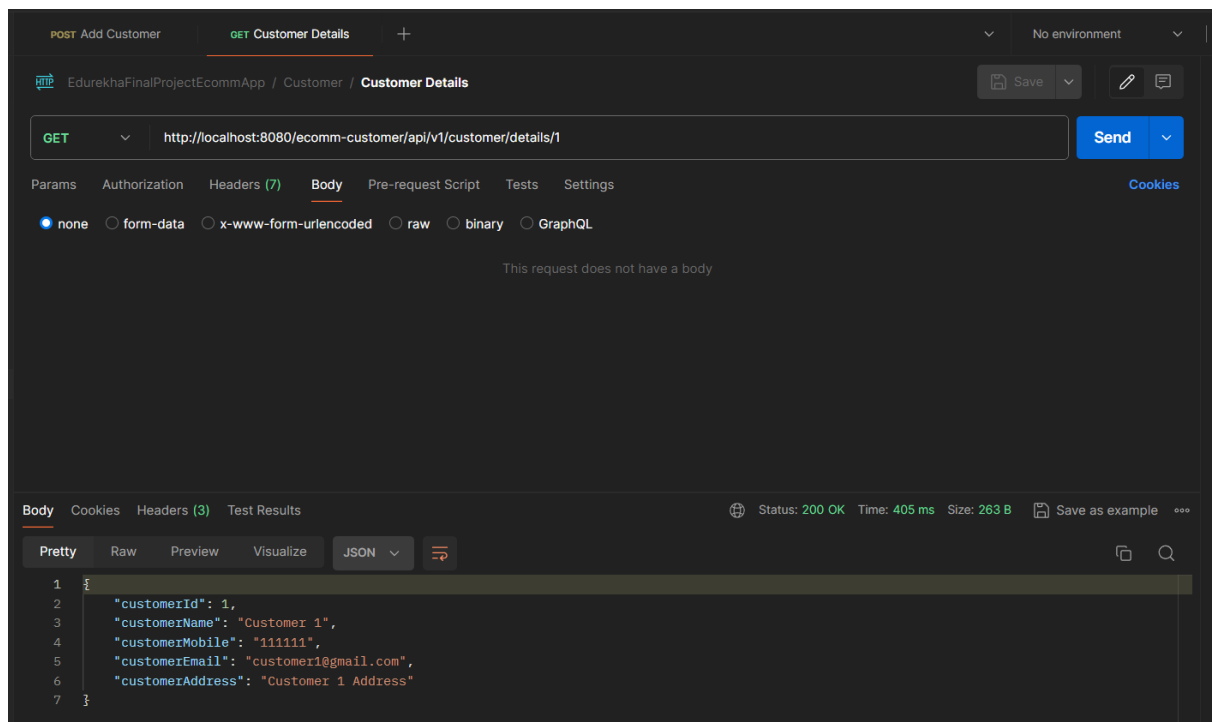 POST Add Customer GET Customer Details No environment
HTTP EdurekhaFinalProjectEcommApp / Customer / Customer Details Save
GET http://localhost:8080/ecomm-customer/api/v1/customer/details/1 Send
Params Authorization Headers (7) Body Pre-request Script Tests Settings Cookies
none form-data x-www-form-urlencoded raw binary GraphQL
This request does not have a body
Body Cookies Headers (3) Test Results Status: 200 OK Time: 405 ms Size: 263 B Save as example
Pretty Raw Preview Visualize JSON
1 {
2 "customerId": 1,
3 "customerName": "Customer 1",
4 "customerMobile": "111111",
5 "customerEmail": "customer1@gmail.com",
6 "customerAddress": "Customer 1 Address"
7 }